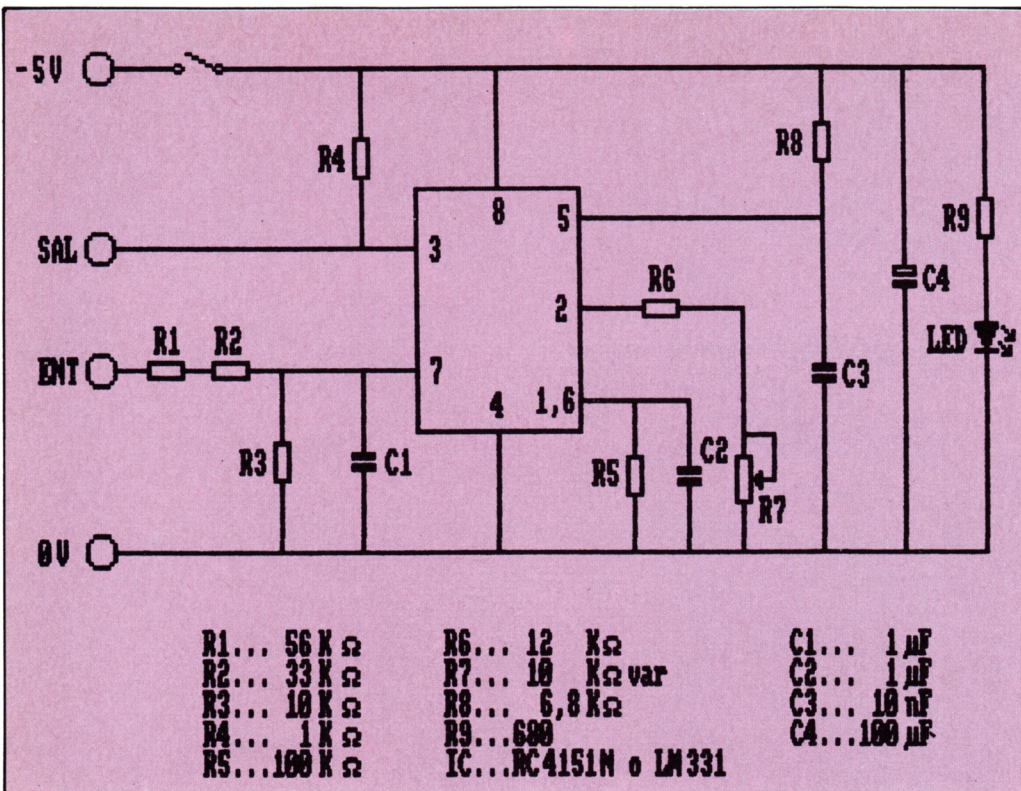 -5V
R4
R8
8
5
R9
SAL
3
C4
R6
2
LED
ENT
R1
R2
7
C3
4
1,6
R3
C1
R5
C2
R7
0V
R1... 56 K Ω
R2... 33 K Ω
R3... 10 K Ω
R4... 1 K Ω
R5...100 K Ω
R6... 12 KΩ
R7... 10 KΩ var
R8... 6,8 KΩ
R9...680
IC...RC4151N o LM331
C1... 1 µF
C2... 1 µF
C3... 10 nF
C4...100 µF